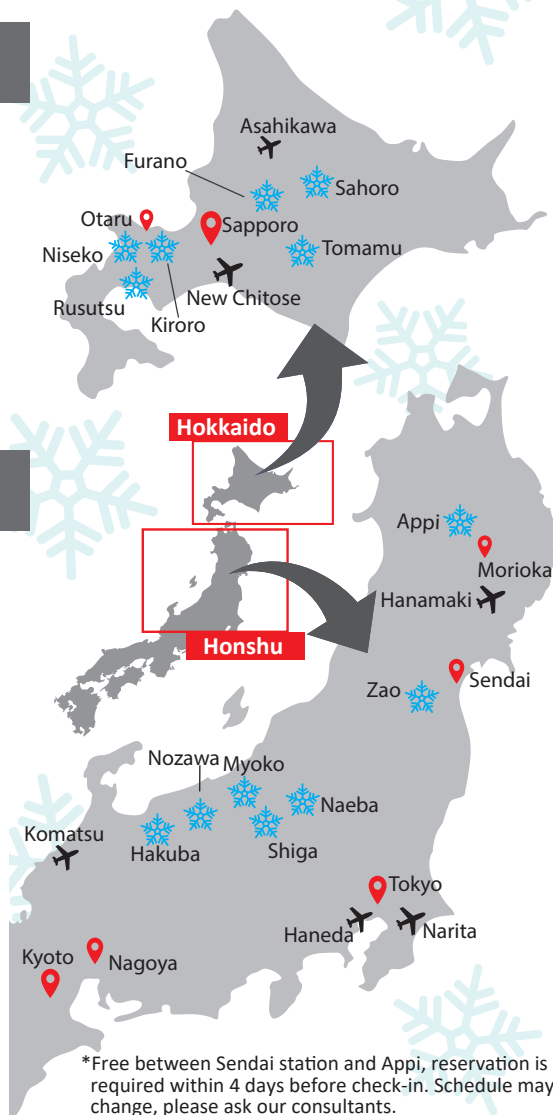 Asahikawa
Furano
Sahoro
Otaru
Sapporo
Niseko
Tomamu
New Chitose
Rusutsu
Kiroro
Hokkaido
Appi
Morioka
Hanamaki
Honshu
Sendai
Zao
Nozawa
Myoko
Naeba
Komatsu
Hakuba
Shiga
Tokyo
Haneda
Narita
Kyoto
Nagoya
*Free between Sendai station and Appi, reservation is
required within 4 days before check-in. Schedule may
change, please ask our consultants.